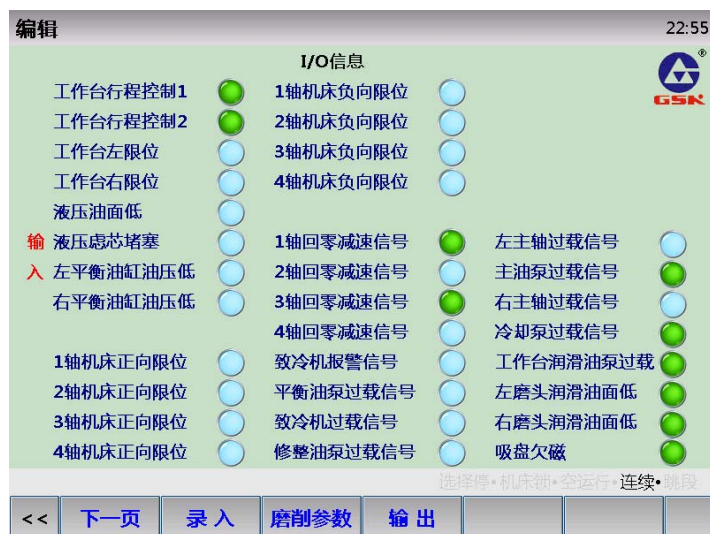 编辑 22:55
I/O信息
GSK ®
工作台行程控制1 1轴机床负向限位
工作台行程控制2 2轴机床负向限位
工作台左限位 3轴机床负向限位
工作台右限位 4轴机床负向限位
液压油面低
输 液压虑芯堵塞 1轴回零减速信号 左主轴过载信号
入 左平衡油缸油压低 2轴回零减速信号 主油泵过载信号
右平衡油缸油压低 3轴回零减速信号 右主轴过载信号
4轴回零减速信号 冷却泵过载信号
1轴机床正向限位 致冷机报警信号 工作台润滑油泵过载
2轴机床正向限位 平衡油泵过载信号 左磨头润滑油面低
3轴机床正向限位 致冷机过载信号 右磨头润滑油面低
4轴机床正向限位 修整油泵过载信号 吸盘欠磁
选择停•机床锁•空运行•连续•跳段
<< 下一页 录入 磨削参数 输出